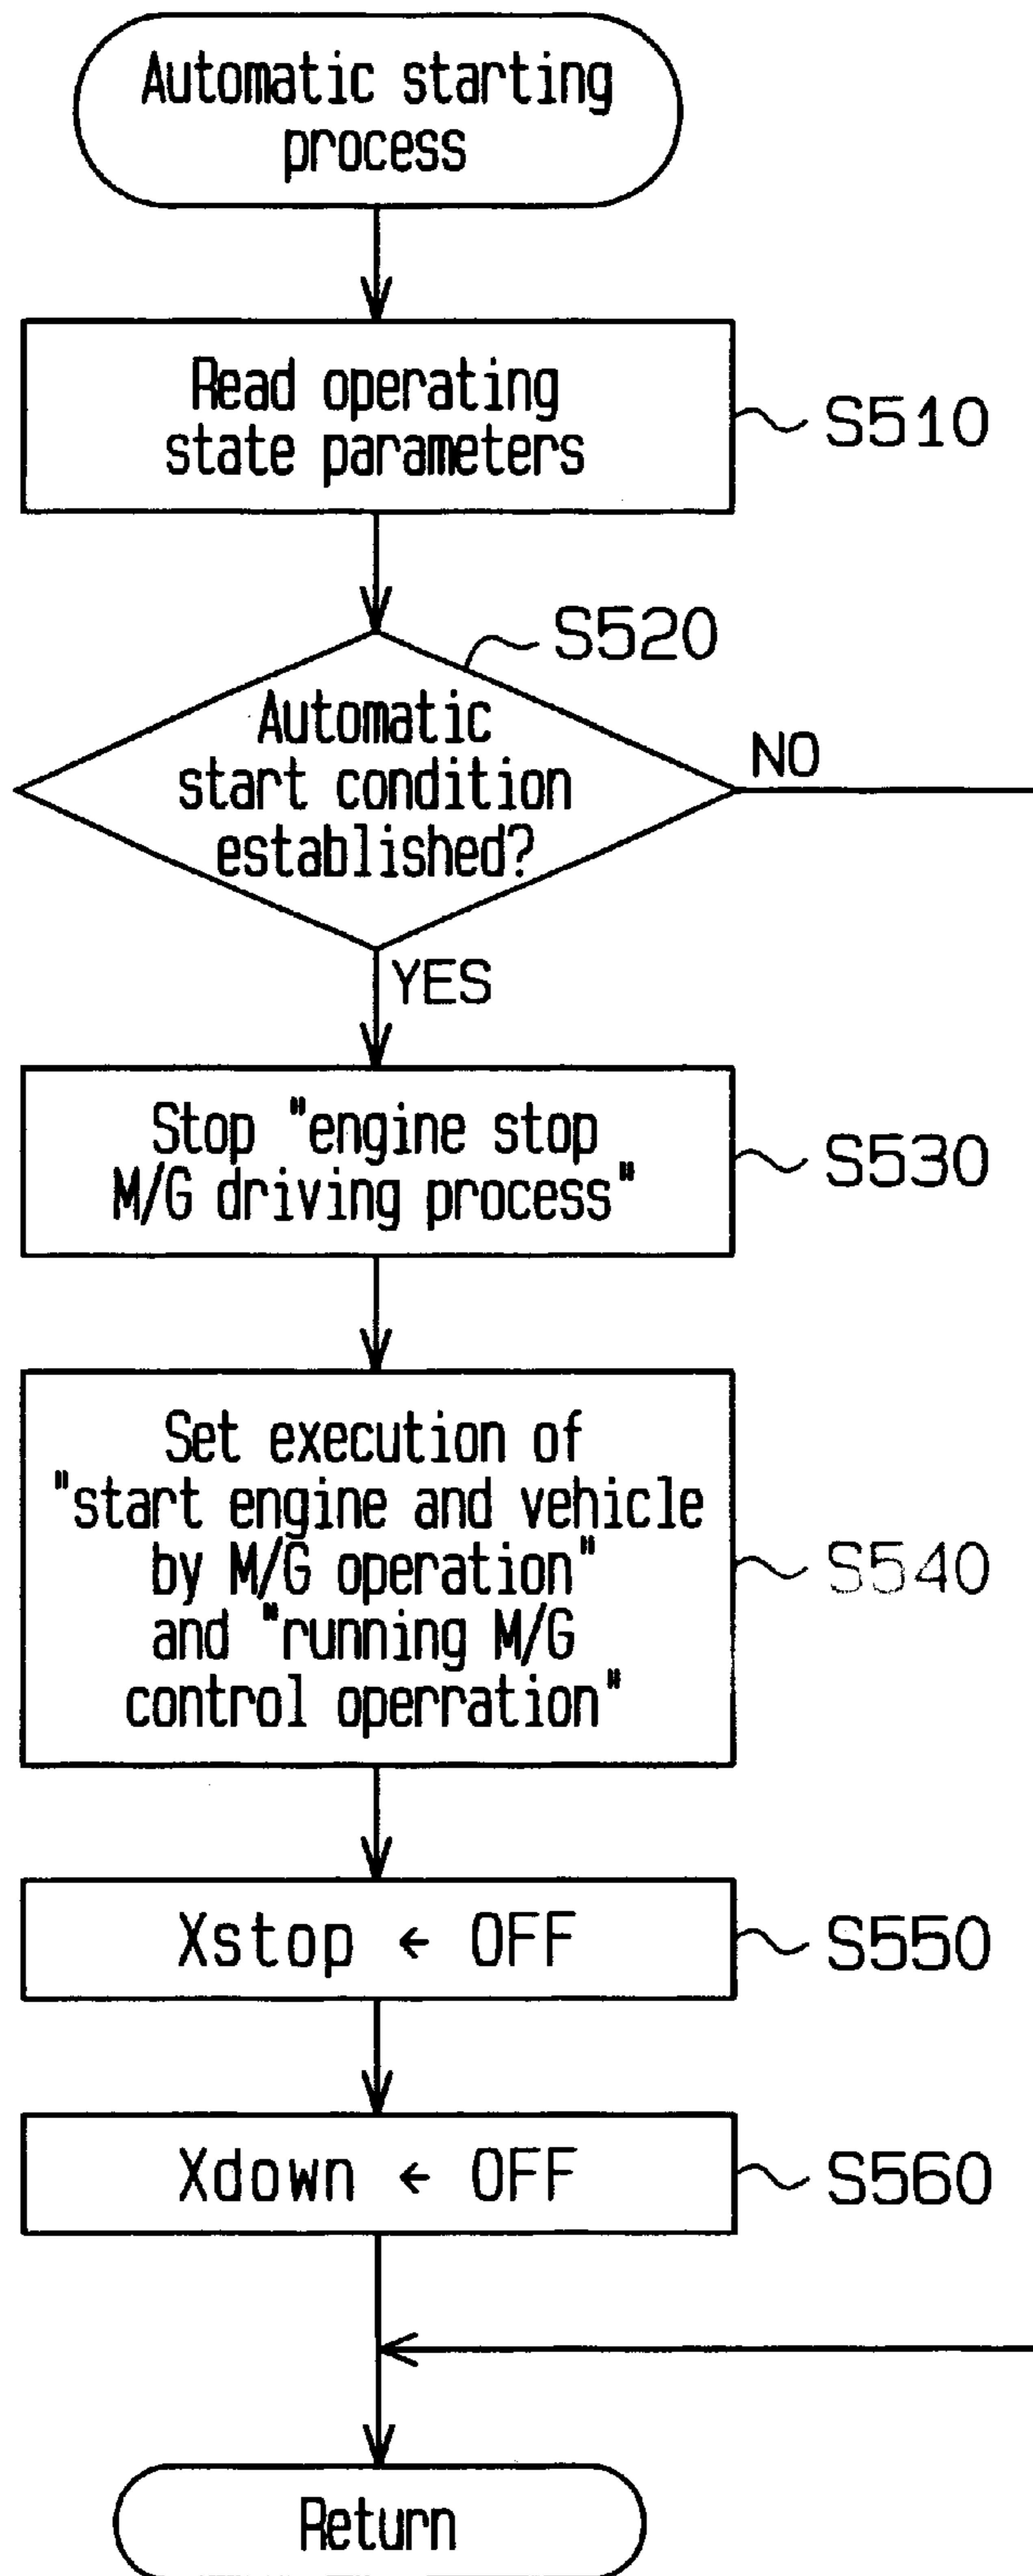 Automatic starting
process
Read operating
state parameters
S510
S520
Automatic
start condition
established?
NO
YES
Stop "engine stop
M/G driving process"
S530
Set execution of
"start engine and vehicle
by M/G operation"
and "running M/G
control operration"
S540
Xstop ← OFF
S550
Xdown ← OFF
S560
Return